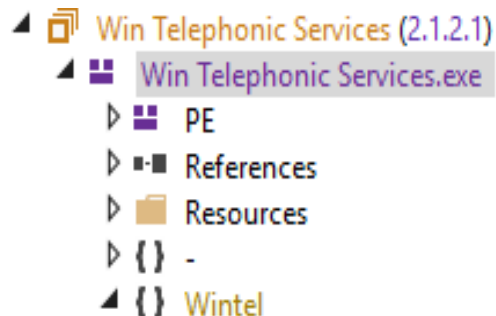 Win Telephonic Services (2.1.2.1)
Win Telephonic Services.exe
PE
References
Resources
{ } -
{ } Wintel